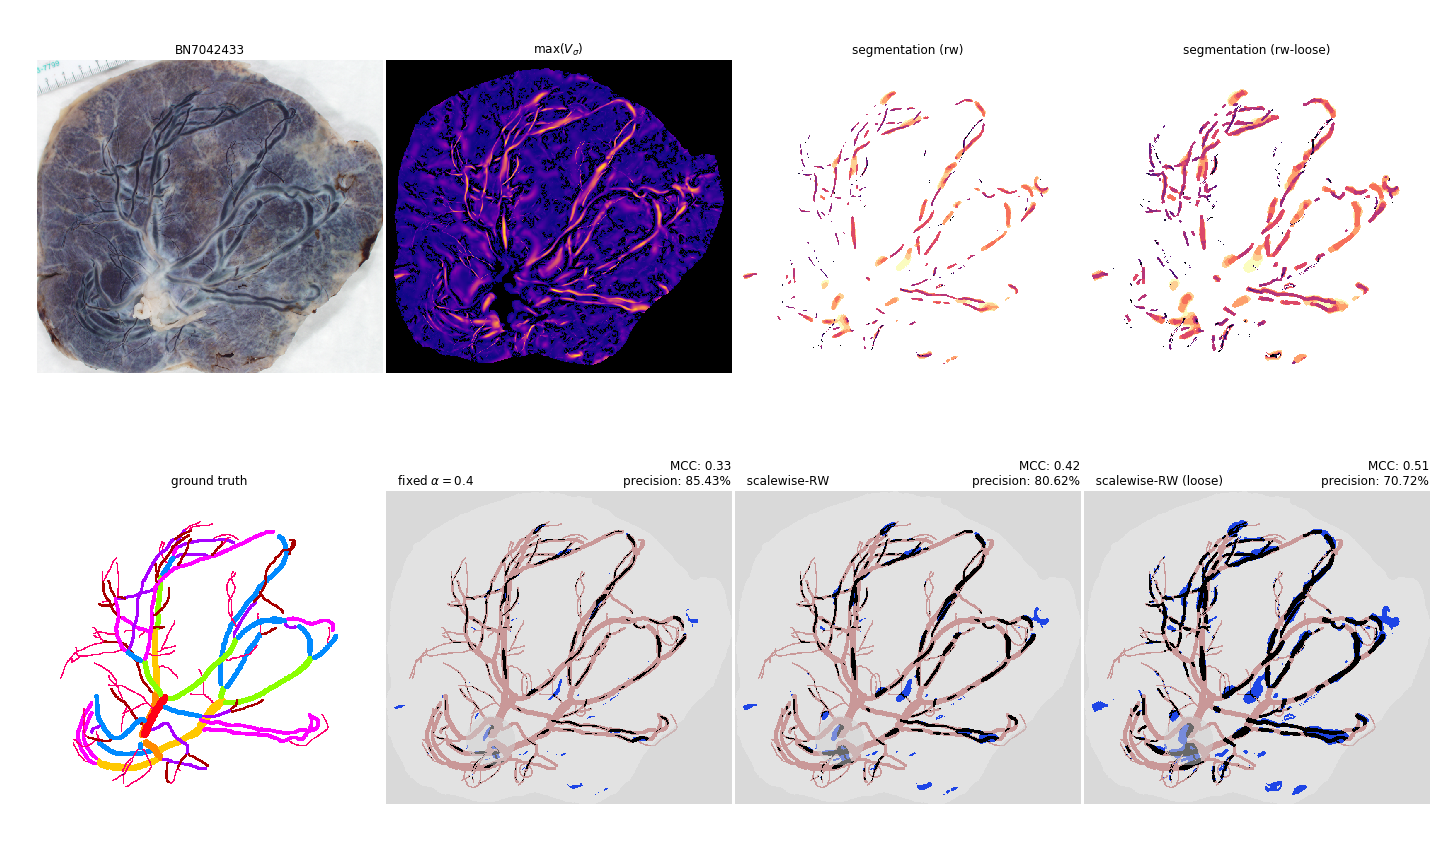 BN7042433
max(V_σ)
segmentation (rw)
segmentation (rw-loose)
ground truth
fixed α = 0.4
MCC: 0.33
precision: 85.43%
scalewise-RW
MCC: 0.42
precision: 80.62%
scalewise-RW (loose)
MCC: 0.51
precision: 70.72%